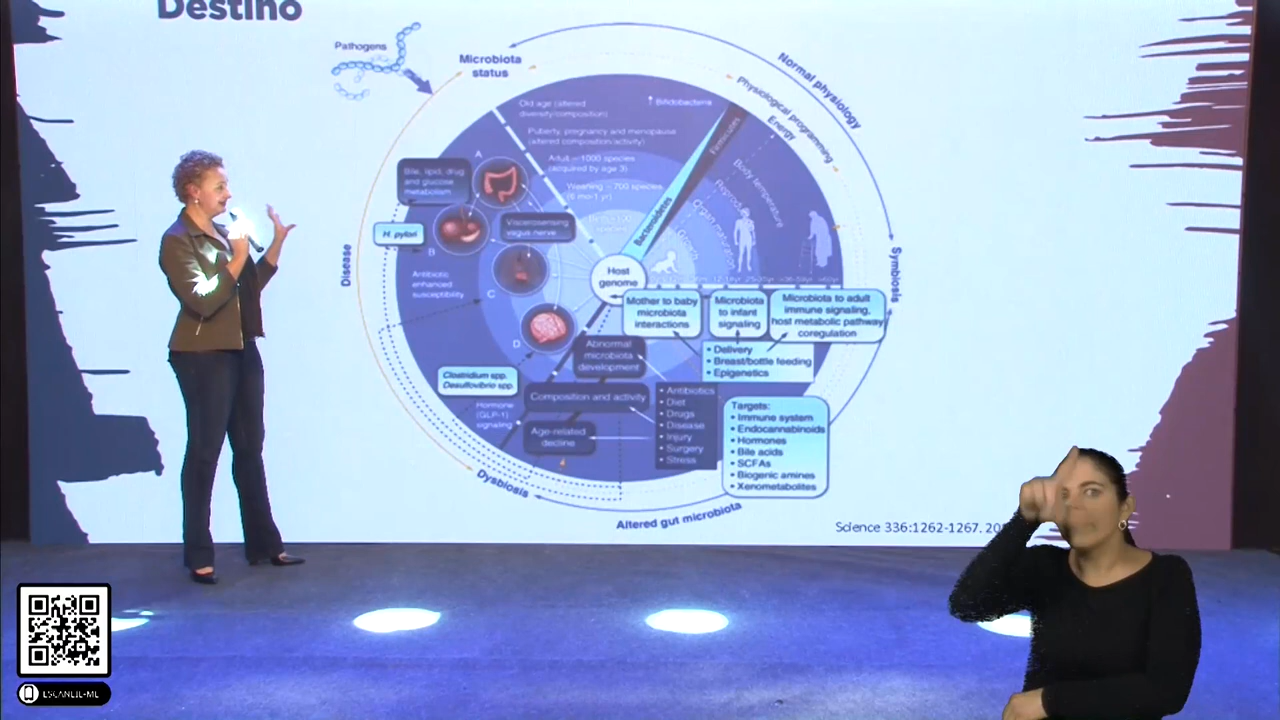 Destino
Pathogens
Microbiota
status
Normal physiology
Physiological programming
Energy
Old age (altered
diversity/composition)
Bifidobacteria
Firmicutes
Puberty, pregnancy and menopause
(altered composition/activity)
Adult ~ 1000 species
(acquired by age 3)
Weaning ~ 700 species
Body temperature
Bacteroidetes
A
Bile, lipid, drug
and glucose
metabolism
H. pylori
B
Viscerosensing
vagus nerve
Disease
Symbiosis
Antibiotic
enhanced
susceptibility
C
Host
genome
Mother to baby
microbiota
interactions
Microbiota
to infant
signaling
Microbiota to adult
immune signaling,
host metabolic pathway
coregulation
D
Abnormal
microbiota
development
• Delivery
• Breast/bottle feeding
• Epigenetics
Clostridium spp.
Desulfovibrio spp.
Composition and activity
Hormone
(GLP-1)
signaling
Age-related
decline
• Antibiotics
• Diet
• Drugs
• Disease
• Injury
• Surgery
• Stress
Targets:
• Immune system
• Endocannabinoids
• Hormones
• Bile acids
• SCFAs
• Biogenic amines
• Xenometabolites
Dysbiosis
Altered gut microbiota
Science 336:1262-1267.
ESCANEIE-ME